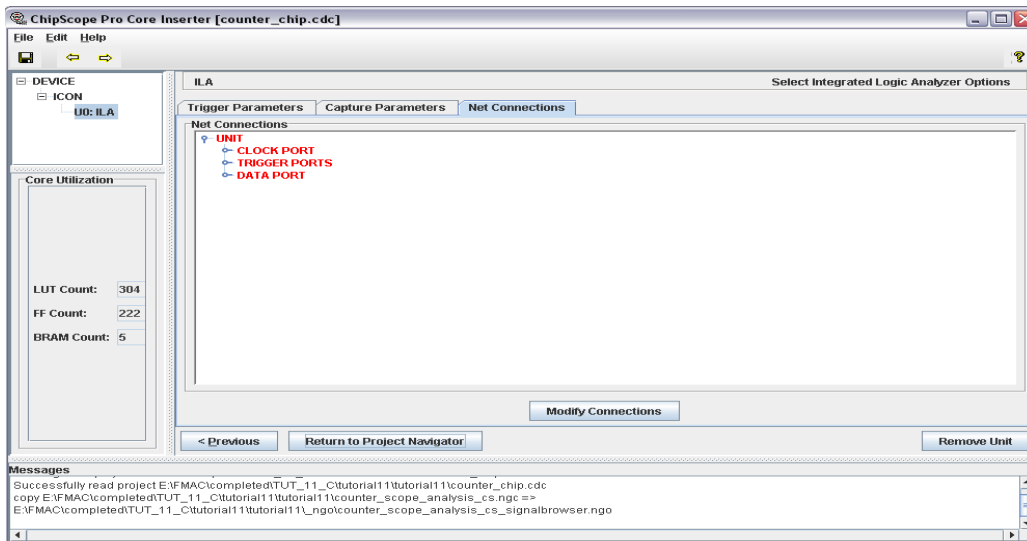 ChipScope Pro Core Inserter [counter_chip.cdc]
File Edit Help
DEVICE
ICON
U0: ILA
ILA
Select Integrated Logic Analyzer Options
Trigger Parameters
Capture Parameters
Net Connections
Net Connections
UNIT
CLOCK PORT
TRIGGER PORTS
DATA PORT
Core Utilization
LUT Count: 304
FF Count: 222
BRAM Count: 5
Modify Connections
< Previous
Return to Project Navigator
Remove Unit
Messages
Successfully read project E:\FMAC\completed\TUT_11_C\tutorial11\tutorial11\counter_chip.cdc
copy E:\FMAC\completed\TUT_11_C\tutorial11\tutorial11\counter_scope_analysis_cs.ngc =>
E:\FMAC\completed\TUT_11_C\tutorial11\tutorial11\_ngo\counter_scope_analysis_cs_signalbrowser.ngo